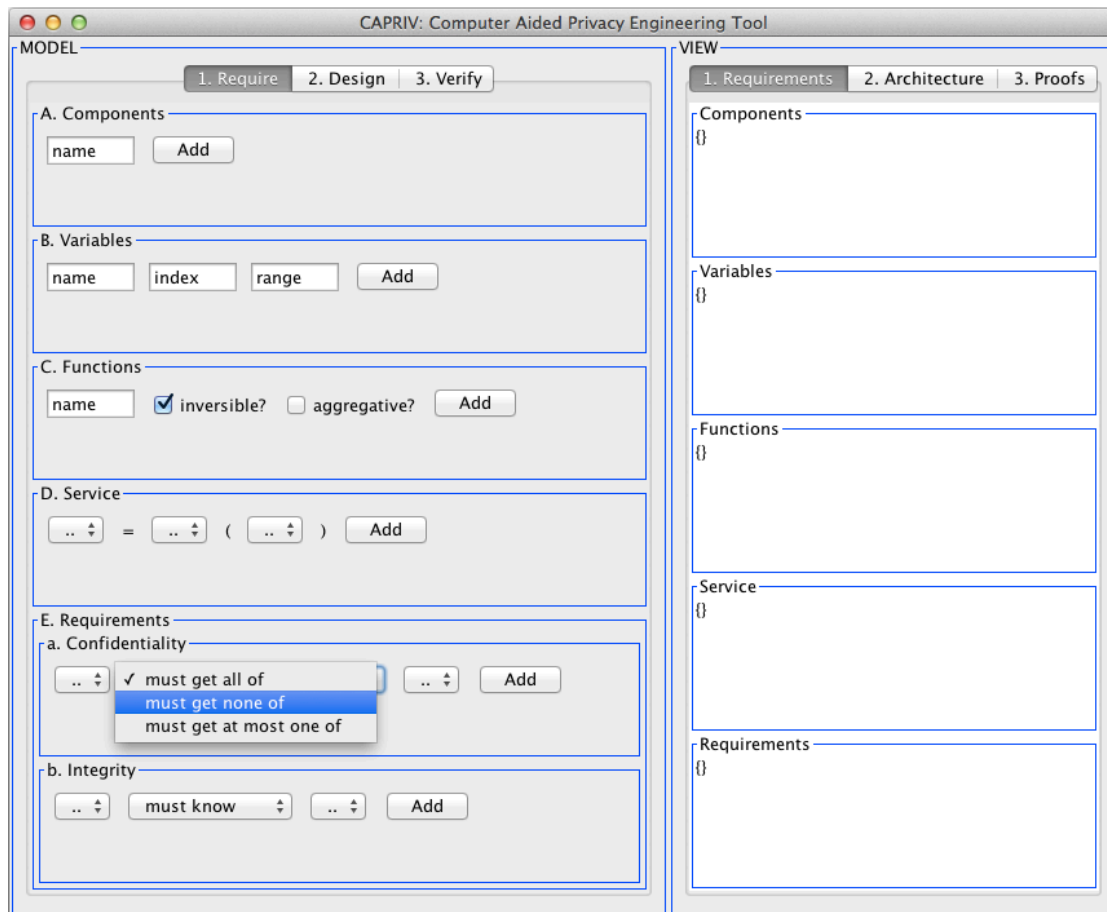 CAPRIV: Computer Aided Privacy Engineering Tool
MODEL
1. Require 2. Design 3. Verify
A. Components
name Add
B. Variables
name index range Add
C. Functions
name inversible? aggregative? Add
D. Service
.. = .. ( .. ) Add
E. Requirements
a. Confidentiality
.. ✓ must get all of .. Add
must get none of
must get at most one of
b. Integrity
.. must know .. Add
VIEW
1. Requirements 2. Architecture 3. Proofs
Components
{}
Variables
{}
Functions
{}
Service
{}
Requirements
{}